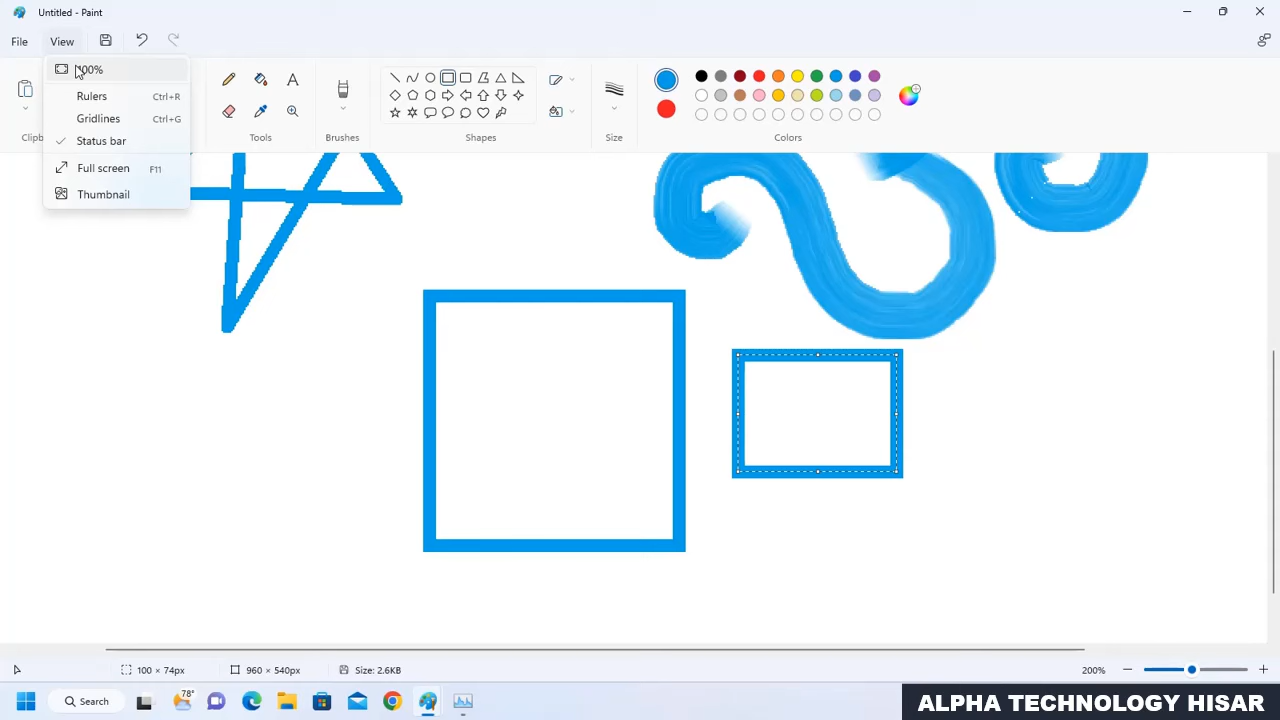 Untitled - Paint
File View
100%
Rulers Ctrl+R
Gridlines Ctrl+G
Status bar
Full screen F11
Thumbnail
Tools
Brushes
Shapes
Size
Colors
100 × 74px
960 × 540px
Size: 2.6KB
200%
Search
78°
ALPHA TECHNOLOGY HISAR